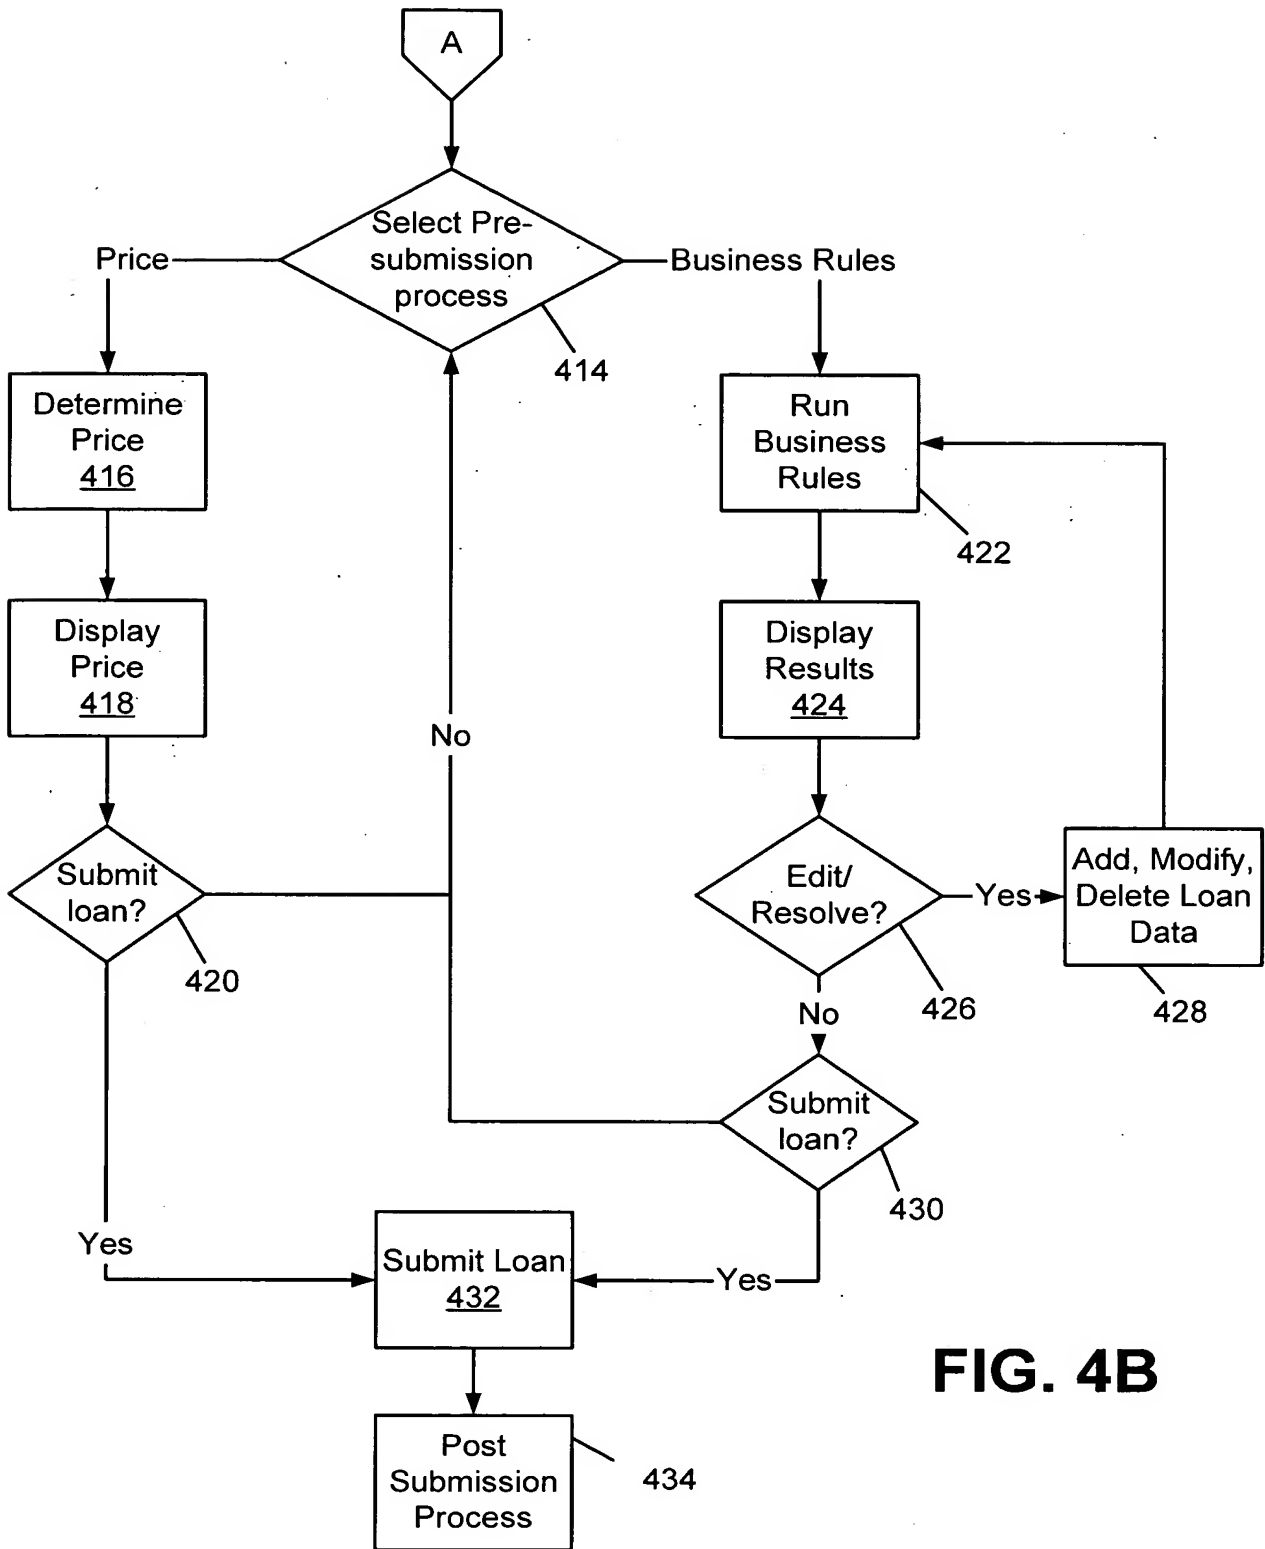 A
Select Pre-
submission
process
414
Price
Business Rules
Determine
Price
416
Run
Business
Rules
422
Display
Price
418
Display
Results
424
No
Submit
loan?
420
Edit/
Resolve?
426
Yes
Add, Modify,
Delete Loan
Data
428
No
Submit
loan?
430
Yes
Submit Loan
432
Yes
Post
Submission
Process
434
FIG. 4B